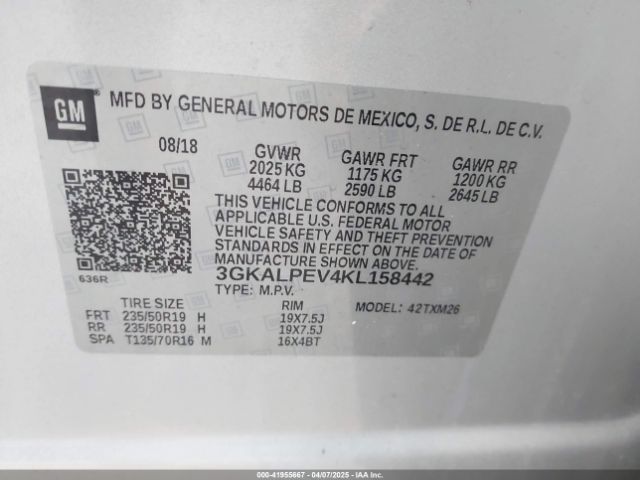 GM
MFD BY GENERAL MOTORS DE MEXICO, S. DE R.L. DE C.V.
08/18 GVWR GAWR FRT GAWR RR
2025 KG 1175 KG 1200 KG
4464 LB 2590 LB 2645 LB
THIS VEHICLE CONFORMS TO ALL
APPLICABLE U.S. FEDERAL MOTOR
VEHICLE SAFETY AND THEFT PREVENTION
STANDARDS IN EFFECT ON THE DATE OF
MANUFACTURE SHOWN ABOVE.
636R 3GKALPEV4KL158442
TYPE: M.P.V.
TIRE SIZE RIM MODEL: 42TXM26
FRT 235/50R19 H 19X7.5J
RR 235/50R19 H 19X7.5J
SPA T135/70R16 M 16X4BT
000-41955667 - 04/07/2025 - IAAI.com